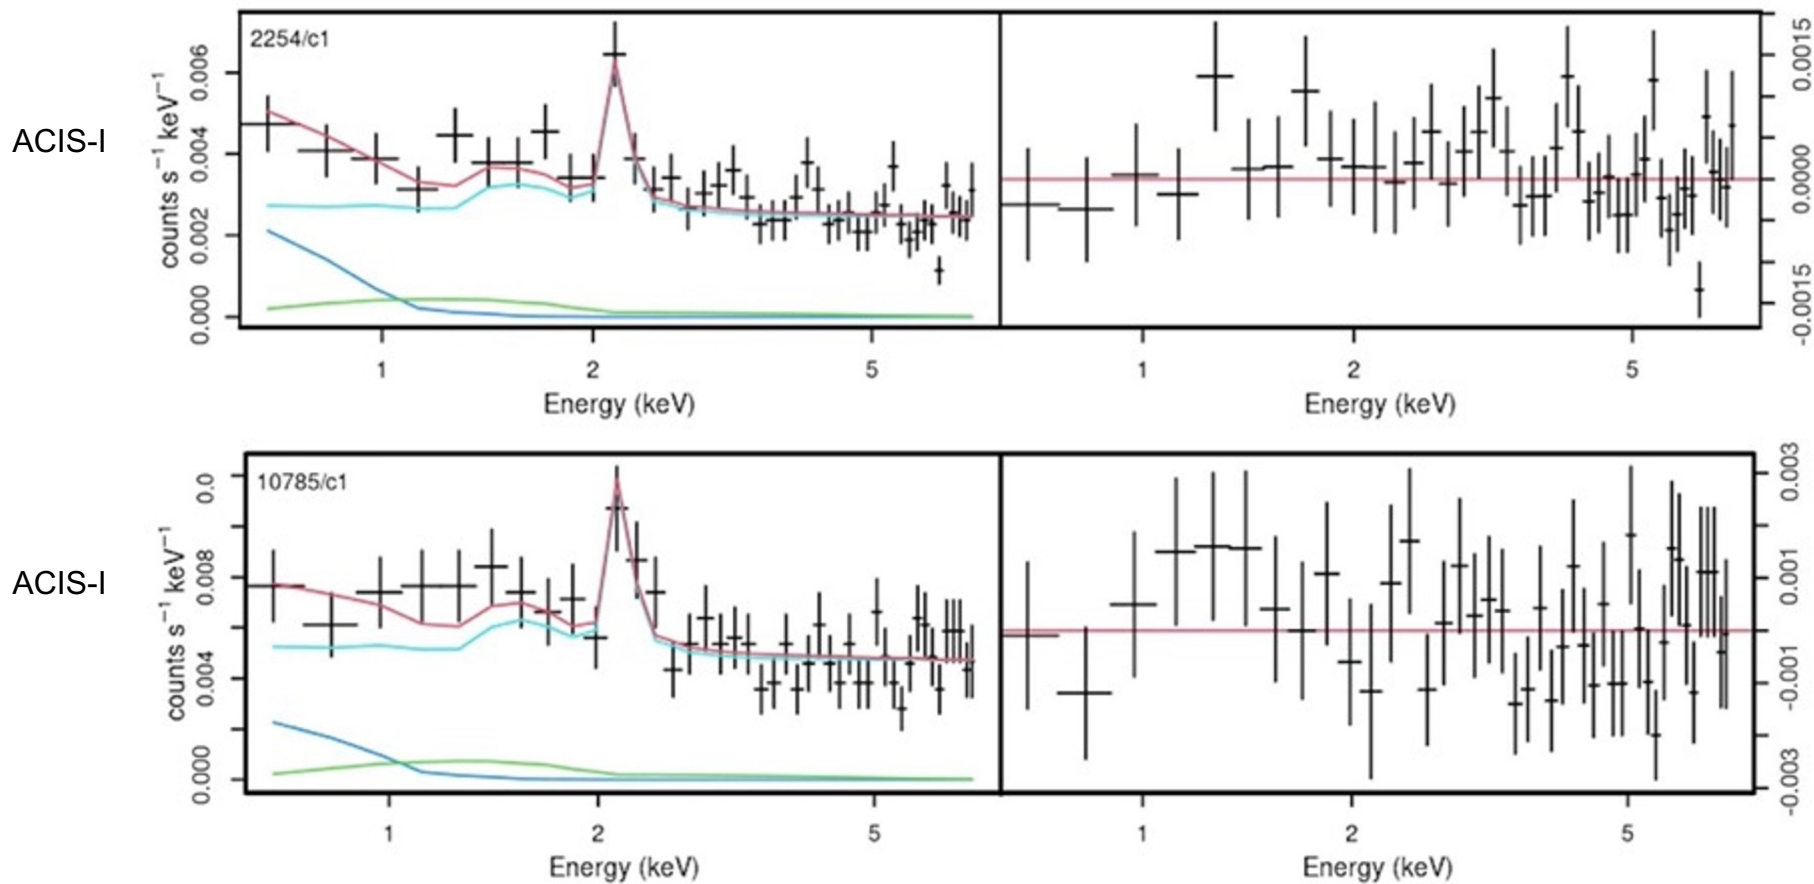 ACIS-I
2254/c1
counts s⁻¹ keV⁻¹
0.006
0.004
0.002
0.000
1 2 5
Energy (keV)
0.0015
0.0000
-0.0015
1 2 5
Energy (keV)
ACIS-I
10785/c1
counts s⁻¹ keV⁻¹
0.0
0.008
0.004
0.000
1 2 5
Energy (keV)
0.003
0.001
-0.001
-0.003
1 2 5
Energy (keV)